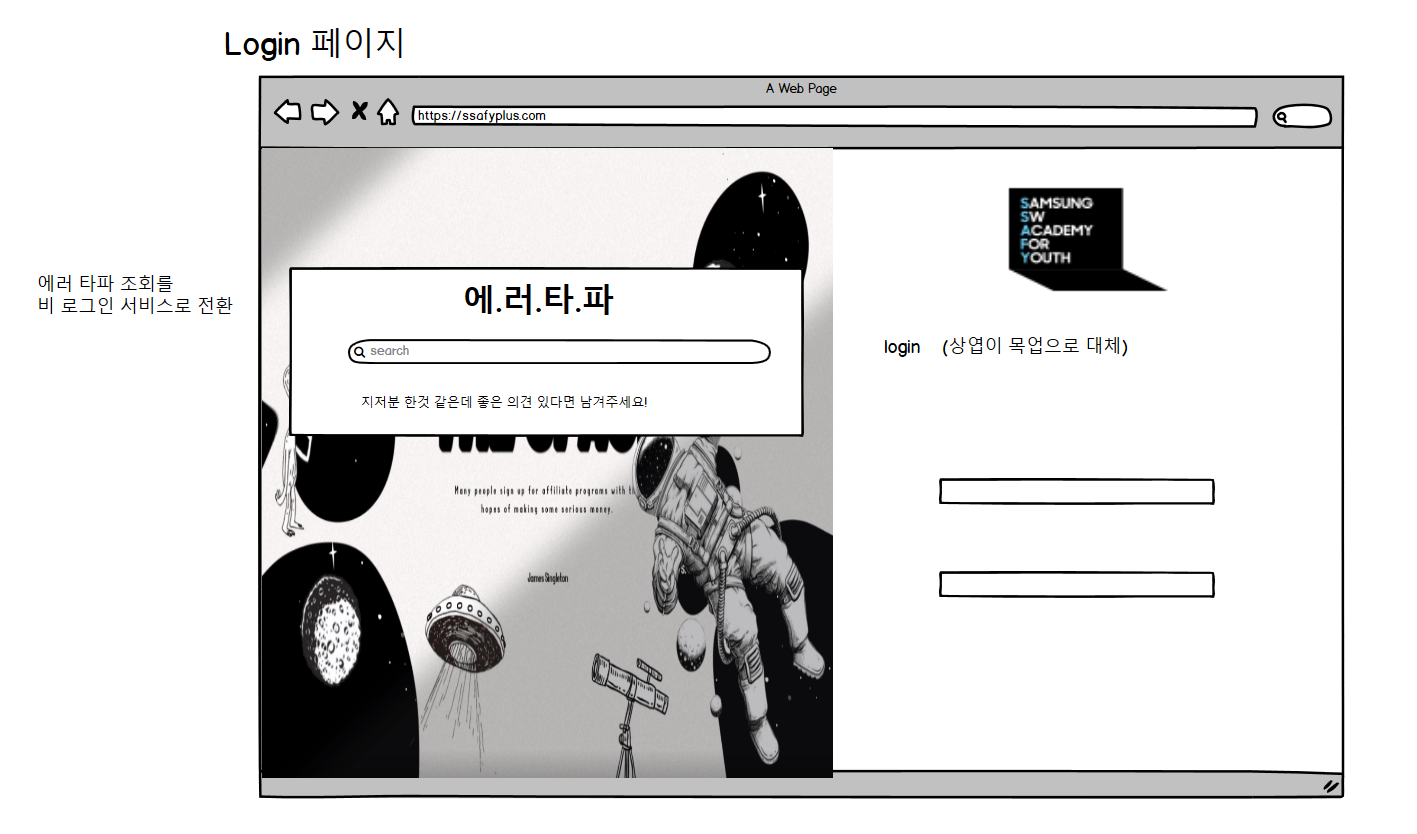 Login 페이지
A Web Page
https://ssafyplus.com
에러 타파 조회를
비 로그인 서비스로 전환
에.러.타.파
search
지저분 한것 같은데 좋은 의견 있다면 남겨주세요!
Many people sign up for affiliate programs with
hopes of making some serious money.
James Singleton
SAMSUNG
SW
ACADEMY
FOR
YOUTH
login (상엽이 목업으로 대체)